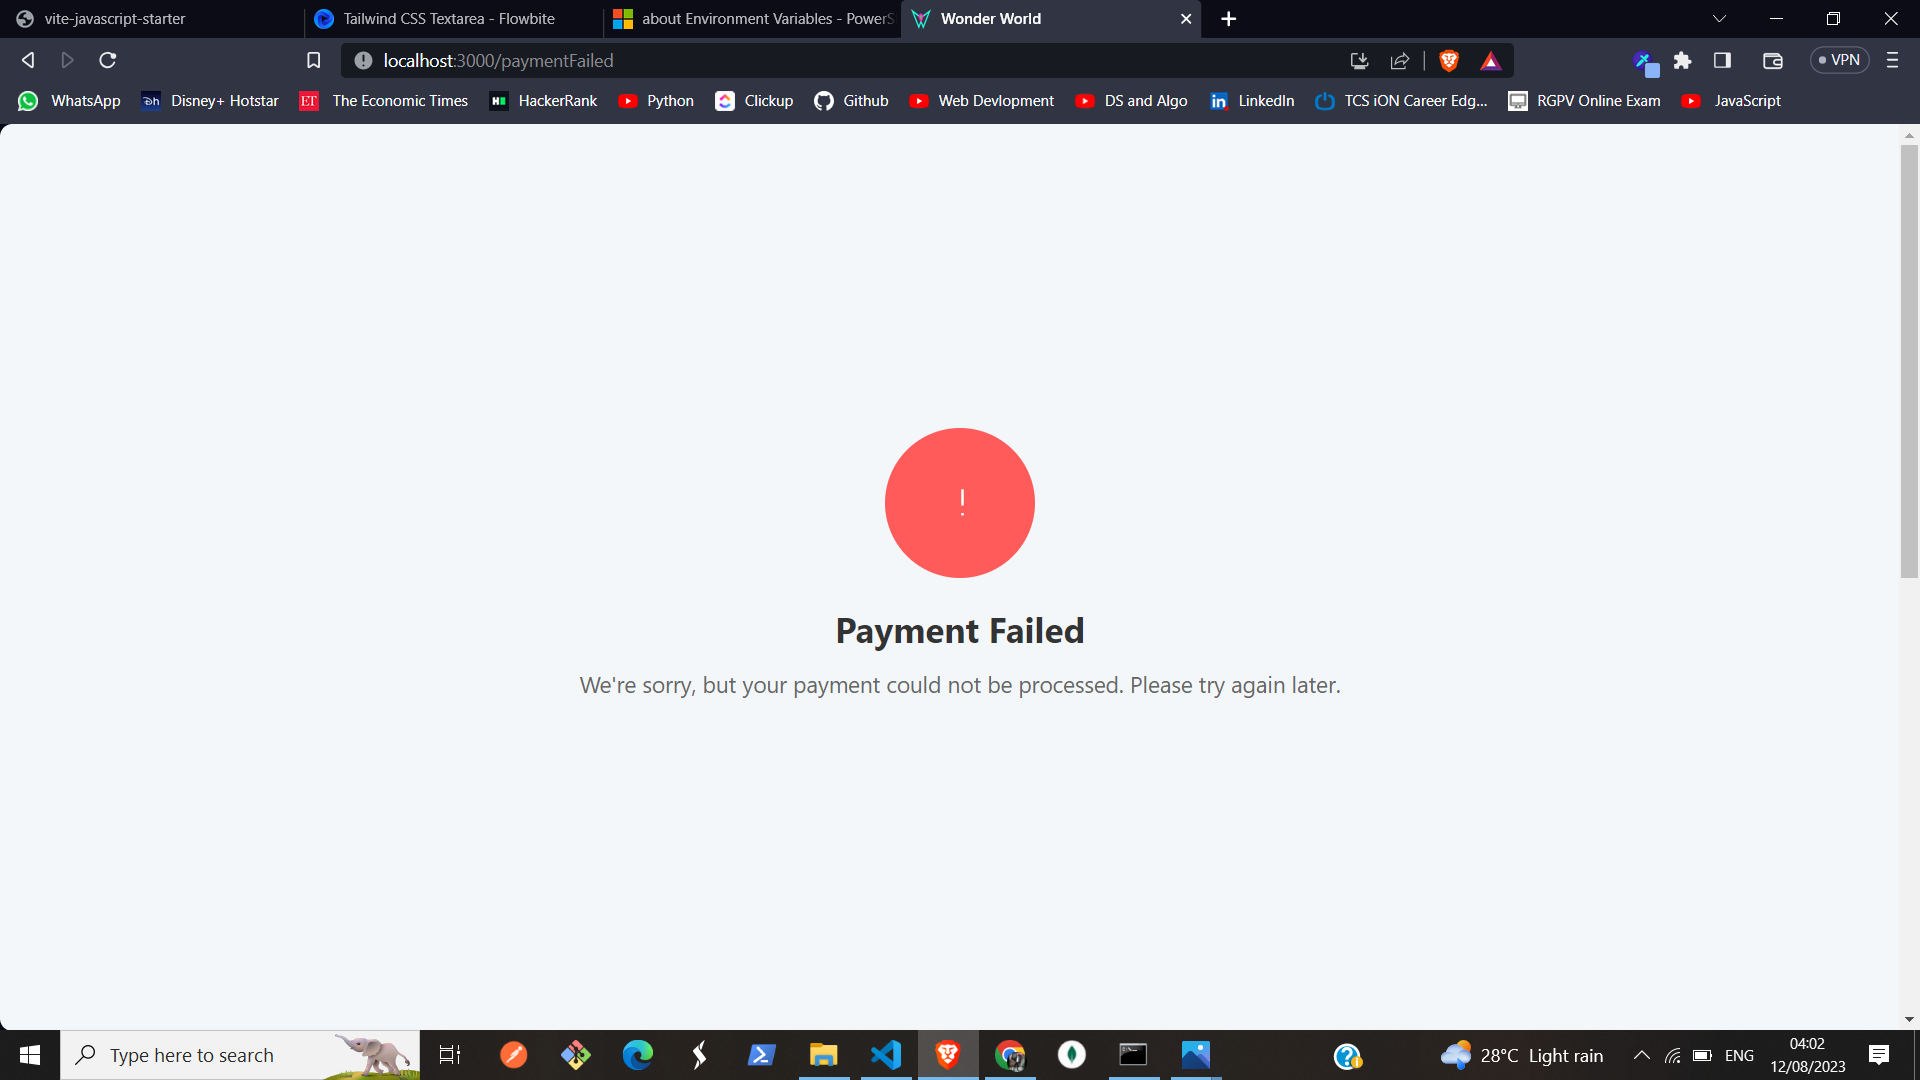 vite-javascript-starter
Tailwind CSS Textarea - Flowbite
about Environment Variables - PowerS
Wonder World
localhost:3000/paymentFailed
VPN
WhatsApp
Disney+ Hotstar
ET The Economic Times
HackerRank
Python
Clickup
Github
Web Devlopment
DS and Algo
in LinkedIn
TCS iON Career Edg...
RGPV Online Exam
JavaScript
!
Payment Failed
We're sorry, but your payment could not be processed. Please try again later.
Type here to search
28°C Light rain
ENG
04:02
12/08/2023